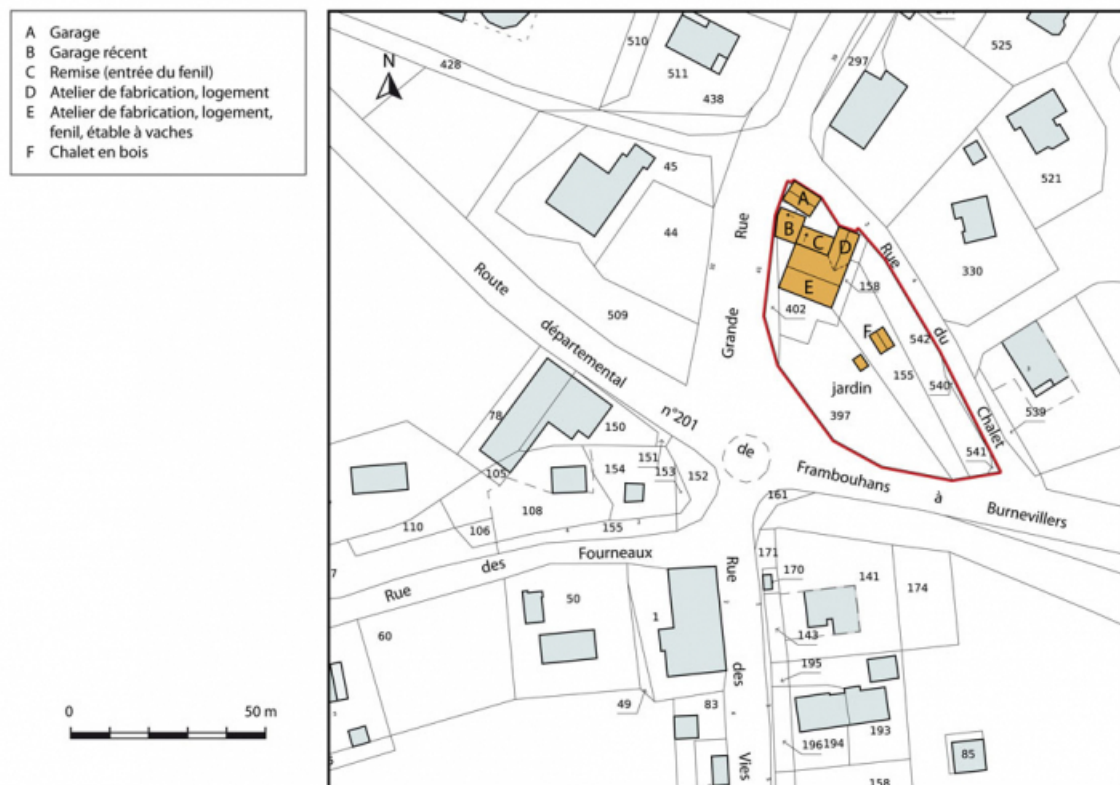 A Garage
B Garage récent
C Remise (entrée du fenil)
D Atelier de fabrication, logement
E Atelier de fabrication, logement,
fenil, étable à vaches
F Chalet en bois
N
0 50 m
510
511
438
428
297
525
521
330
45
44
509
Rue
Grande
Route
départemental
n°201
de
Frambouhans
à
Burnevillers
Rue
du
Chalet
A
B
C
D
E
F
158
402
542
155
540
541
jardin
397
539
78
150
151
153
152
154
105
108
106
110
155
161
Rue
des
Fourneaux
Rue
des
Vies
171
170
141
174
143
195
196
194
193
158
85
50
60
1
49
83